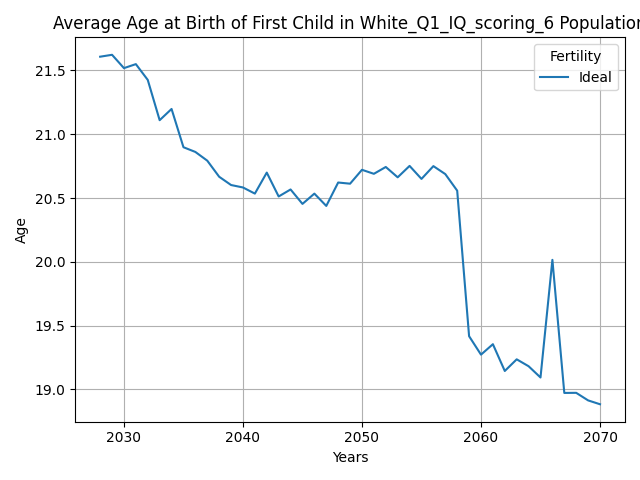 Average Age at Birth of First Child in White_Q1_IQ_scoring_6 Population
Fertility
Ideal
21.5
21.0
20.5
20.0
19.5
19.0
Age
2030 2040 2050 2060 2070
Years